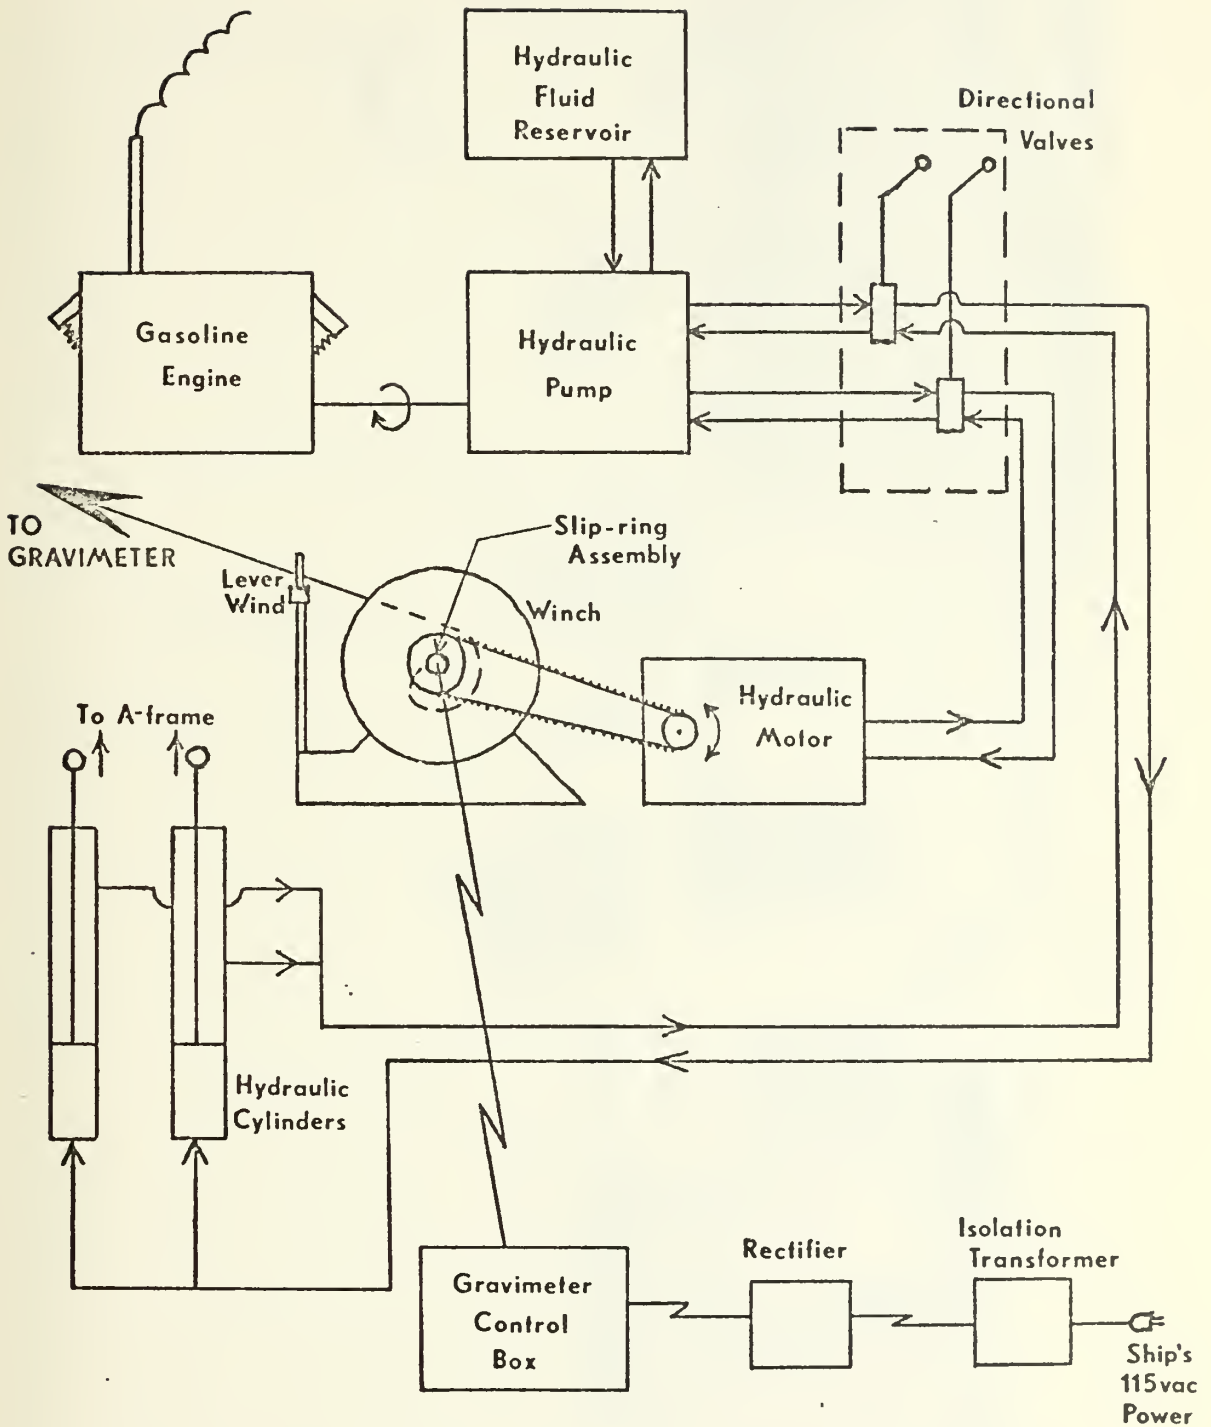 Hydraulic
Fluid
Reservoir
Directional
Valves
Gasoline
Engine
Hydraulic
Pump
TO
GRAVIMETER
Slip-ring
Assembly
Lever
Wind
Winch
Hydraulic
Motor
To A-frame
Hydraulic
Cylinders
Gravimeter
Control
Box
Rectifier
Isolation
Transformer
Ship's
115vac
Power